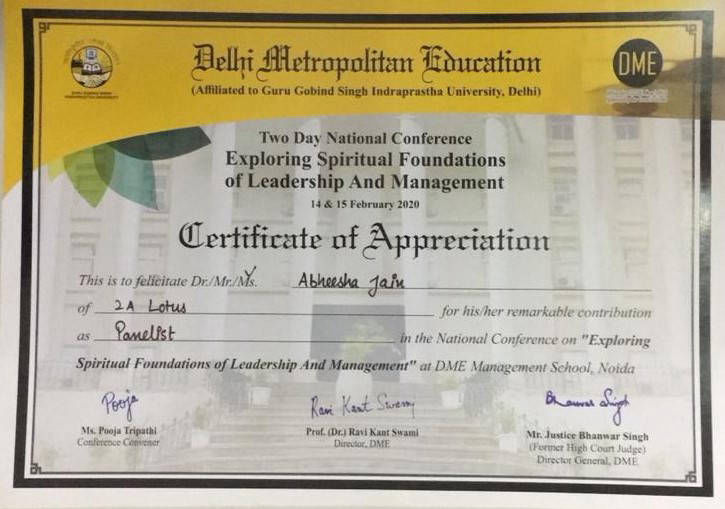 Delhi Metropolitan Education
(Affiliated to Guru Gobind Singh Indraprastha University, Delhi)
DME
Two Day National Conference
Exploring Spiritual Foundations
of Leadership And Management
14 & 15 February 2020
Certificate of Appreciation
This is to felicitate Dr./Mr./Ms. Abheesha Jain
of 2A Lotus for his/her remarkable contribution
as Panelist in the National Conference on "Exploring
Spiritual Foundations of Leadership And Management" at DME Management School, Noida
Pooja
Ms. Pooja Tripathi
Conference Convener
Ravi Kant Swami
Prof. (Dr.) Ravi Kant Swami
Director, DME
Bhanwar Singh
Mr. Justice Bhanwar Singh
(Former High Court Judge)
Director General, DME